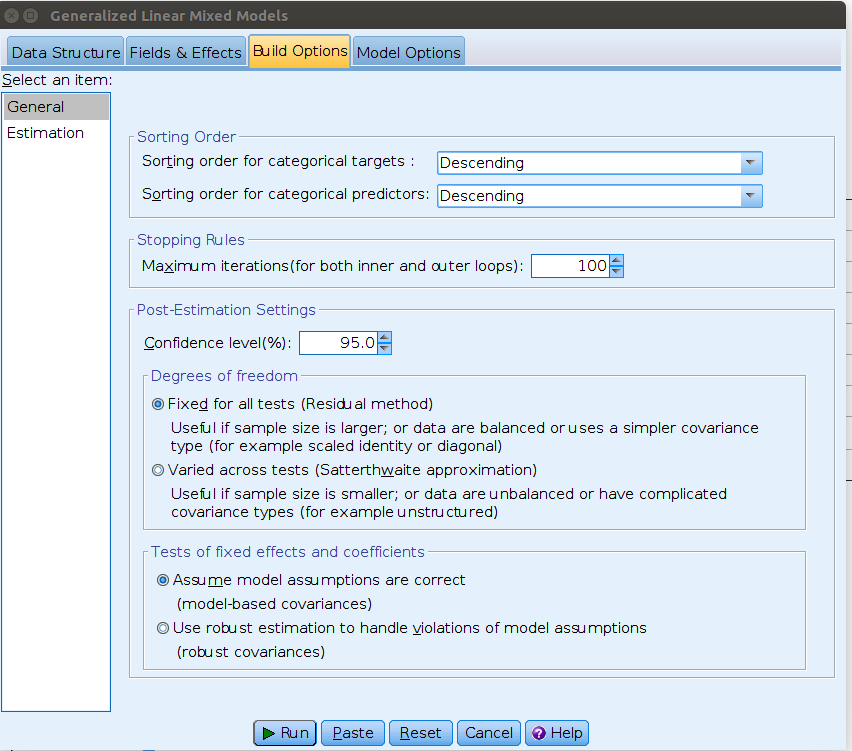 Generalized Linear Mixed Models
Data Structure Fields & Effects Build Options Model Options
Select an item:
General
Estimation
Sorting Order
Sorting order for categorical targets : Descending
Sorting order for categorical predictors: Descending
Stopping Rules
Maximum iterations(for both inner and outer loops): 100
Post-Estimation Settings
Confidence level(%): 95.0
Degrees of freedom
Fixed for all tests (Residual method)
Useful if sample size is larger; or data are balanced or uses a simpler covariance
type (for example scaled identity or diagonal)
Varied across tests (Satterthwaite approximation)
Useful if sample size is smaller; or data are unbalanced or have complicated
covariance types (for example unstructured)
Tests of fixed effects and coefficients
Assume model assumptions are correct
(model-based covariances)
Use robust estimation to handle violations of model assumptions
(robust covariances)
Run Paste Reset Cancel Help